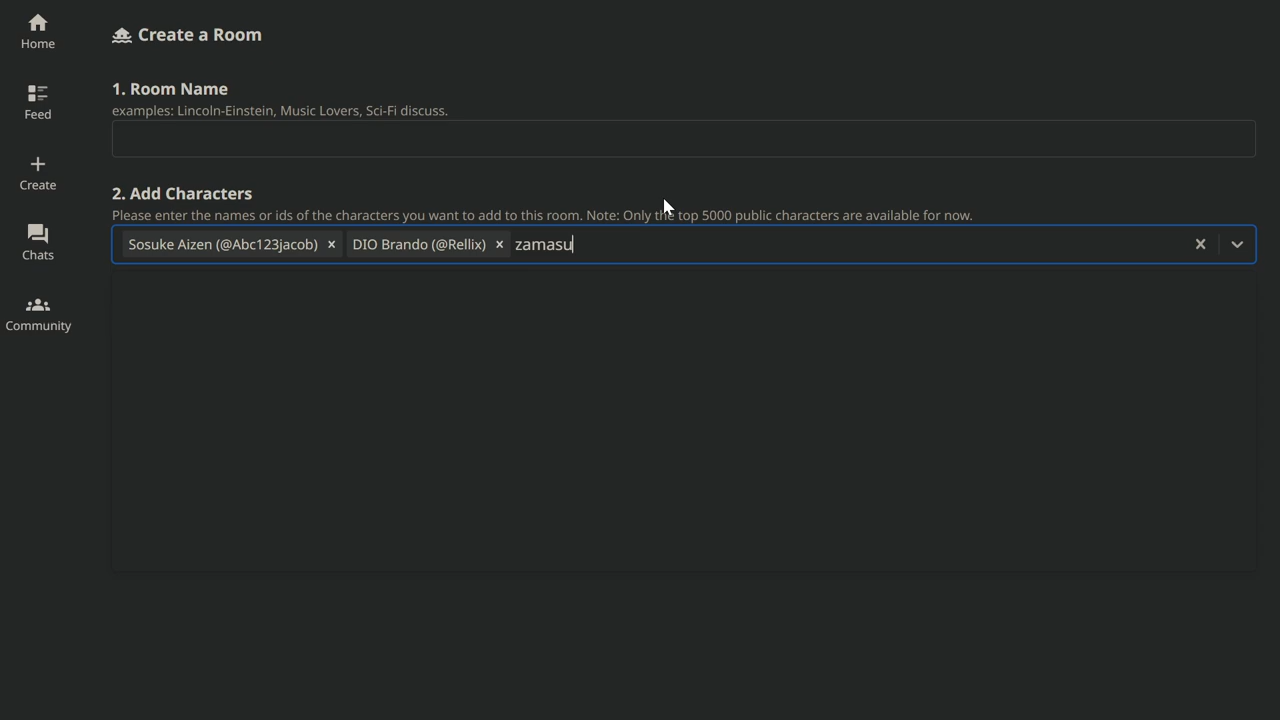 Home
Feed
Create
Chats
Community
Create a Room
1. Room Name
examples: Lincoln-Einstein, Music Lovers, Sci-Fi discuss.
2. Add Characters
Please enter the names or ids of the characters you want to add to this room. Note: Only the top 5000 public characters are available for now.
Sosuke Aizen (@Abc123jacob) × DIO Brando (@Rellix) × zamasu